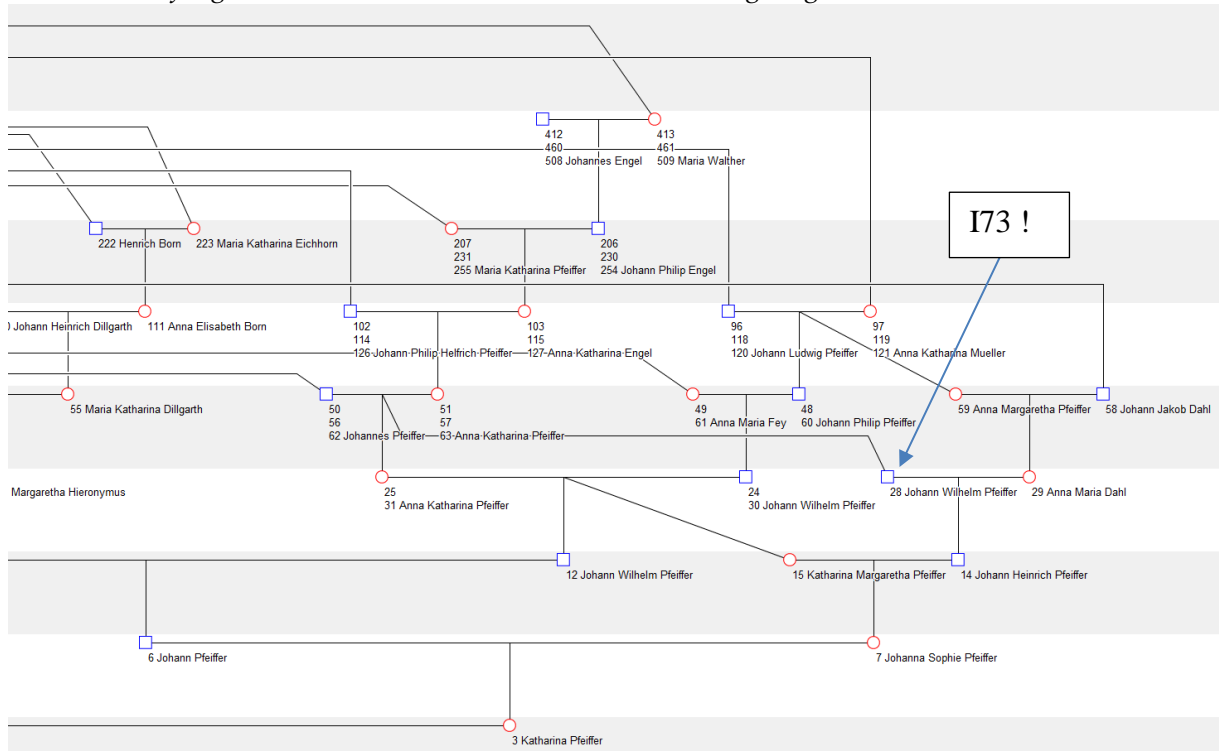 412
460
508 Johannes Engel
413
461
509 Maria Walther
I73 !
222 Henrich Born
223 Maria Katharina Eichhorn
207
231
255 Maria Katharina Pfeiffer
206
230
254 Johann Philip Engel
Johann Heinrich Dillgarth
111 Anna Elisabeth Born
102
114
126 Johann Philip Helfrich Pfeiffer
103
115
127 Anna Katharina Engel
96
118
120 Johann Ludwig Pfeiffer
97
119
121 Anna Katharina Mueller
55 Maria Katharina Dillgarth
50
56
62 Johannes Pfeiffer
51
57
63 Anna Katharina Pfeiffer
49
61 Anna Maria Fey
48
60 Johann Philip Pfeiffer
59 Anna Margaretha Pfeiffer
58 Johann Jakob Dahl
Margaretha Hieronymus
25
31 Anna Katharina Pfeiffer
24
30 Johann Wilhelm Pfeiffer
28 Johann Wilhelm Pfeiffer
29 Anna Maria Dahl
12 Johann Wilhelm Pfeiffer
15 Katharina Margaretha Pfeiffer
14 Johann Heinrich Pfeiffer
6 Johann Pfeiffer
7 Johanna Sophie Pfeiffer
3 Katharina Pfeiffer